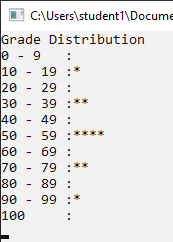 C:\Users\student1\Docume
Grade Distribution
0 - 9   :
10 - 19 :*
20 - 29 :
30 - 39 :**
40 - 49 :
50 - 59 :****
60 - 69 :
70 - 79 :**
80 - 89 :
90 - 99 :*
100     :